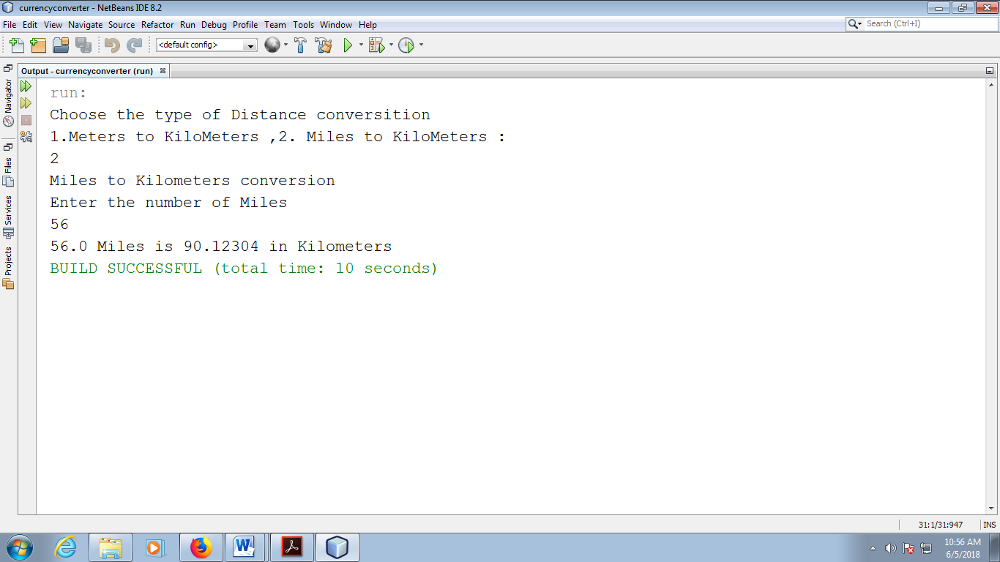 currencyconverter - NetBeans IDE 8.2
File Edit View Navigate Source Refactor Run Debug Profile Team Tools Window Help
Search (Ctrl+I)
<default config>
Output - currencyconverter (run)
Navigator
Files
Services
Projects
run:
Choose the type of Distance conversition
1.Meters to KiloMeters ,2. Miles to KiloMeters :
2
Miles to Kilometers conversion
Enter the number of Miles
56
56.0 Miles is 90.12304 in Kilometers
BUILD SUCCESSFUL (total time: 10 seconds)
31:1/31:947 INS
10:56 AM
6/5/2018